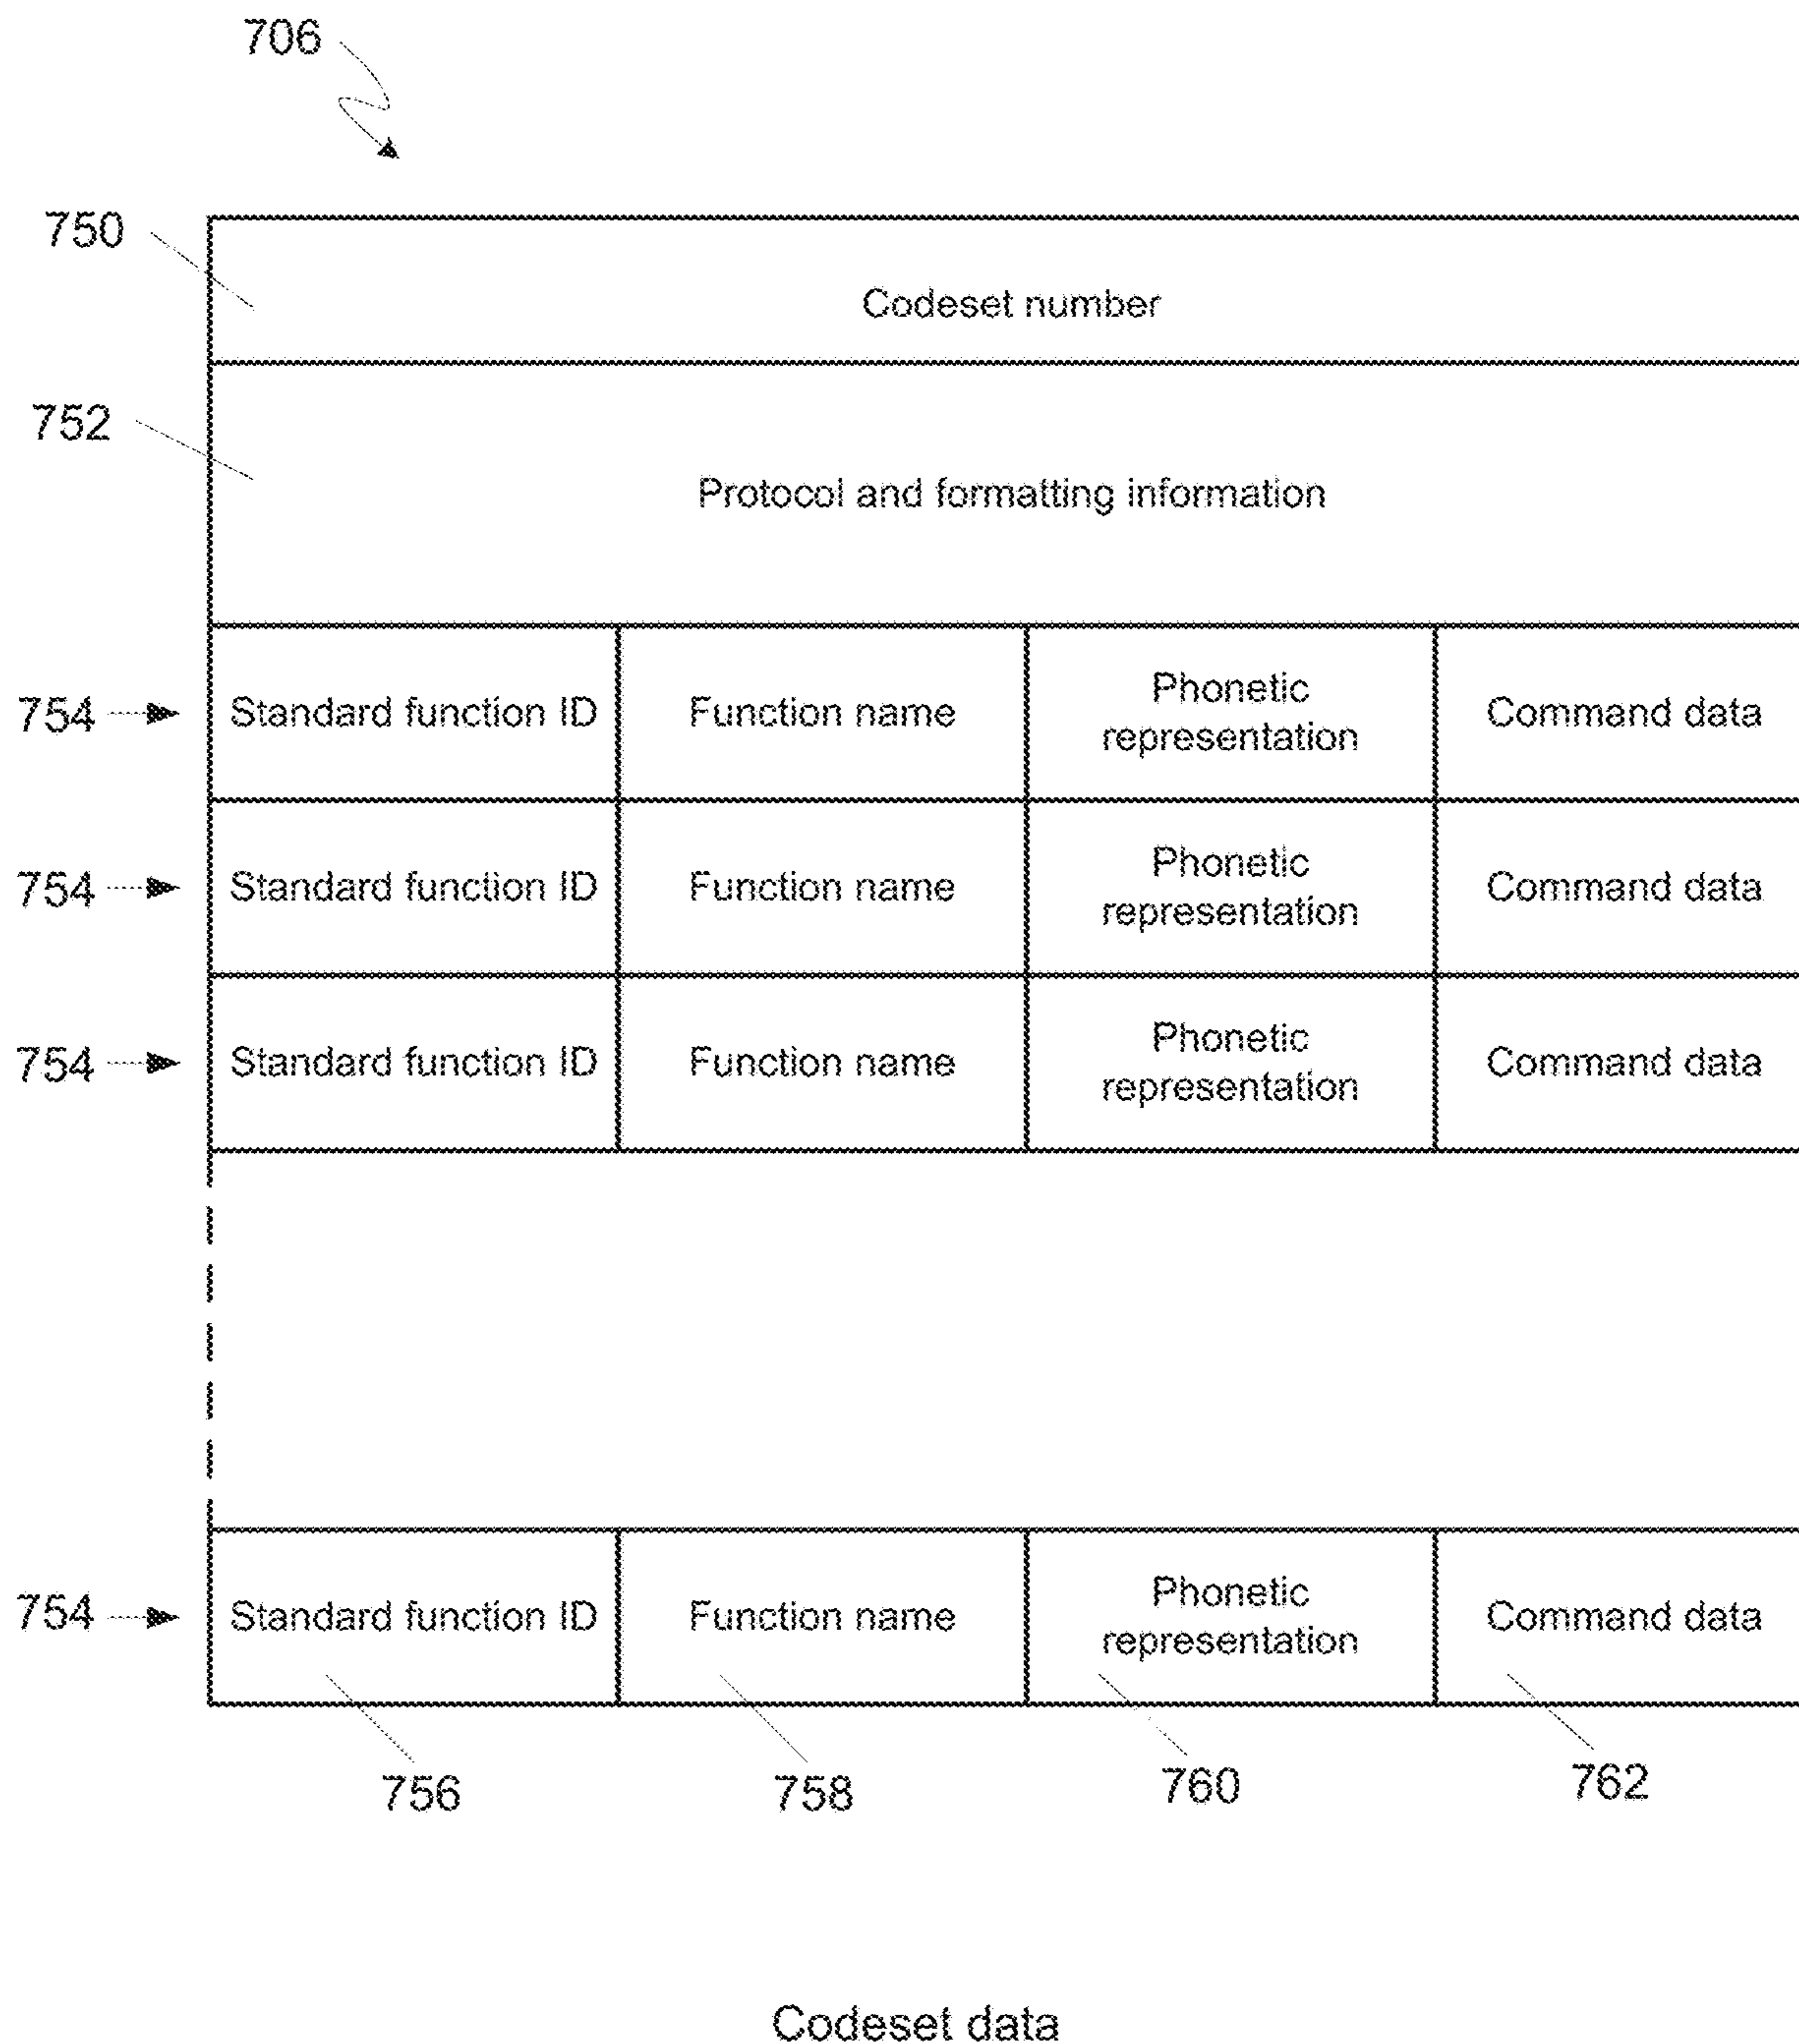 706
750
Codeset number
752
Protocol and formatting information
754 Standard function ID Function name Phonetic representation Command data
754 Standard function ID Function name Phonetic representation Command data
754 Standard function ID Function name Phonetic representation Command data
754 Standard function ID Function name Phonetic representation Command data
756 758 760 762
Codeset data